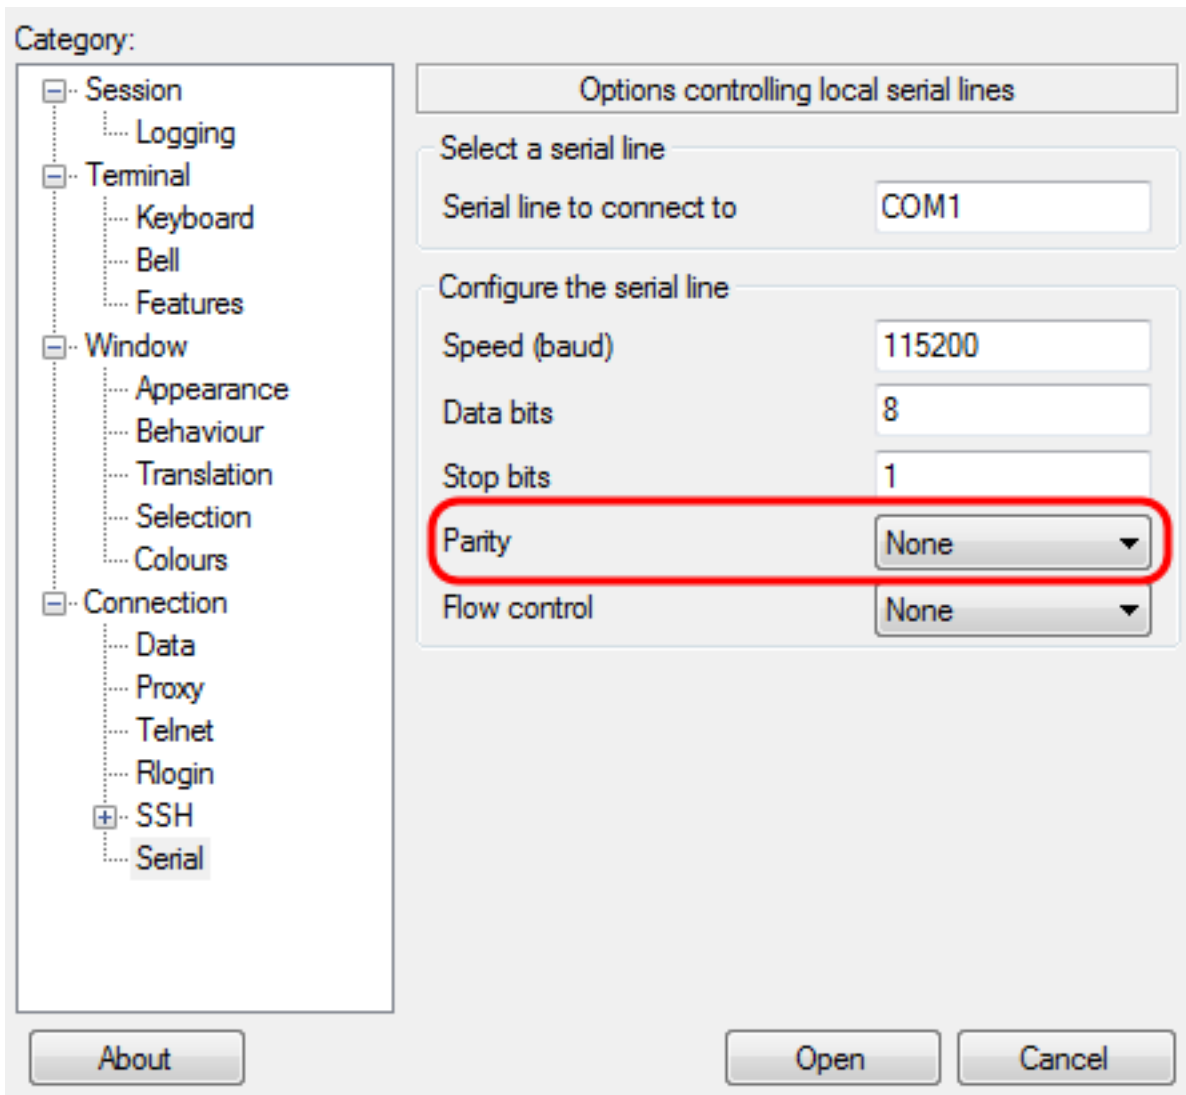 Category:
Session
Logging
Terminal
Keyboard
Bell
Features
Window
Appearance
Behaviour
Translation
Selection
Colours
Connection
Data
Proxy
Telnet
Rlogin
SSH
Serial
Options controlling local serial lines
Select a serial line
Serial line to connect to COM1
Configure the serial line
Speed (baud) 115200
Data bits 8
Stop bits 1
Parity None
Flow control None
About Open Cancel